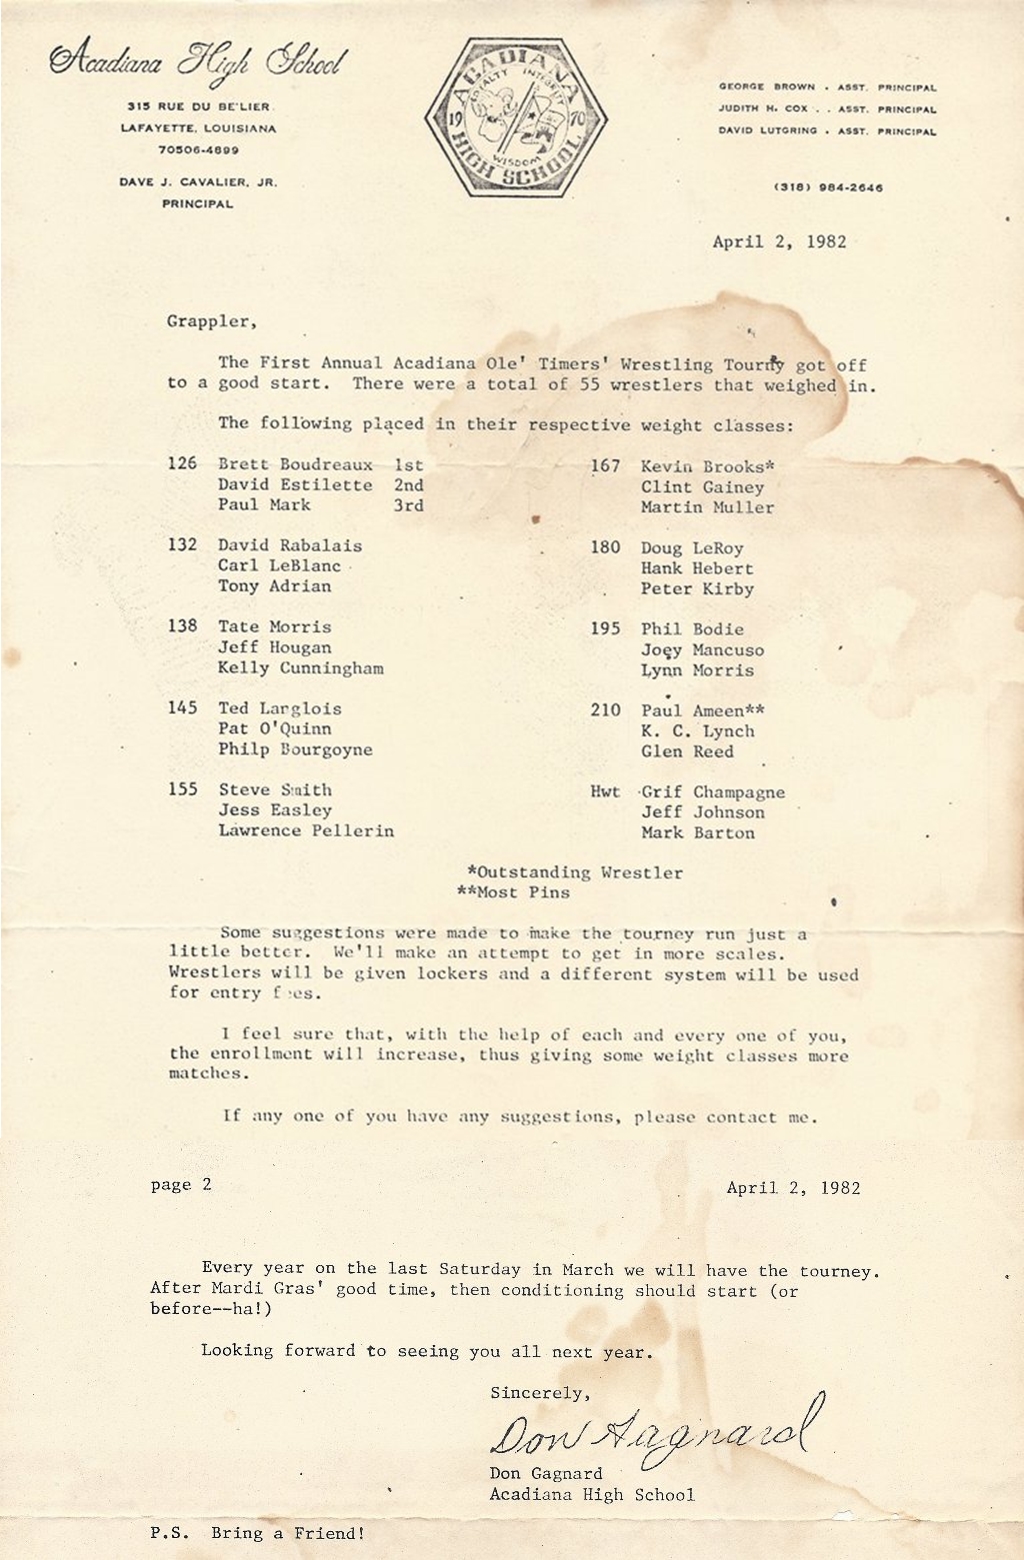 Acadiana High School
315 RUE DU BE'LIER
LAFAYETTE, LOUISIANA
70506-4699
DAVE J. CAVALIER, JR.
PRINCIPAL
ACADIANA
LOYALTY INTEGRITY
19 70
WISDOM
HIGH SCHOOL
GEORGE BROWN . ASST. PRINCIPAL
JUDITH H. COX . . ASST. PRINCIPAL
DAVID LUTGRING . ASST. PRINCIPAL
(318) 984-2646
April 2, 1982
Grappler,
The First Annual Acadiana Ole' Timers' Wrestling Tourny got off
to a good start. There were a total of 55 wrestlers that weighed in.
The following placed in their respective weight classes:
126 Brett Boudreaux 1st
David Estilette 2nd
Paul Mark 3rd
132 David Rabalais
Carl LeBlanc
Tony Adrian
138 Tate Morris
Jeff Hougan
Kelly Cunningham
145 Ted Larglois
Pat O'Quinn
Philp Bourgoyne
155 Steve Smith
Jess Easley
Lawrence Pellerin
167 Kevin Brooks*
Clint Gainey
Martin Muller
180 Doug LeRoy
Hank Hebert
Peter Kirby
195 Phil Bodie
Joey Mancuso
Lynn Morris
210 Paul Ameen**
K. C. Lynch
Glen Reed
Hwt Grif Champagne
Jeff Johnson
Mark Barton
*Outstanding Wrestler
**Most Pins
Some suggestions were made to make the tourney run just a
little better. We'll make an attempt to get in more scales.
Wrestlers will be given lockers and a different system will be used
for entry fees.
I feel sure that, with the help of each and every one of you,
the enrollment will increase, thus giving some weight classes more
matches.
If any one of you have any suggestions, please contact me.
page 2 April 2, 1982
Every year on the last Saturday in March we will have the tourney.
After Mardi Gras' good time, then conditioning should start (or
before--ha!)
Looking forward to seeing you all next year.
Sincerely,
Don Gagnard
Don Gagnard
Acadiana High School
P.S. Bring a Friend!